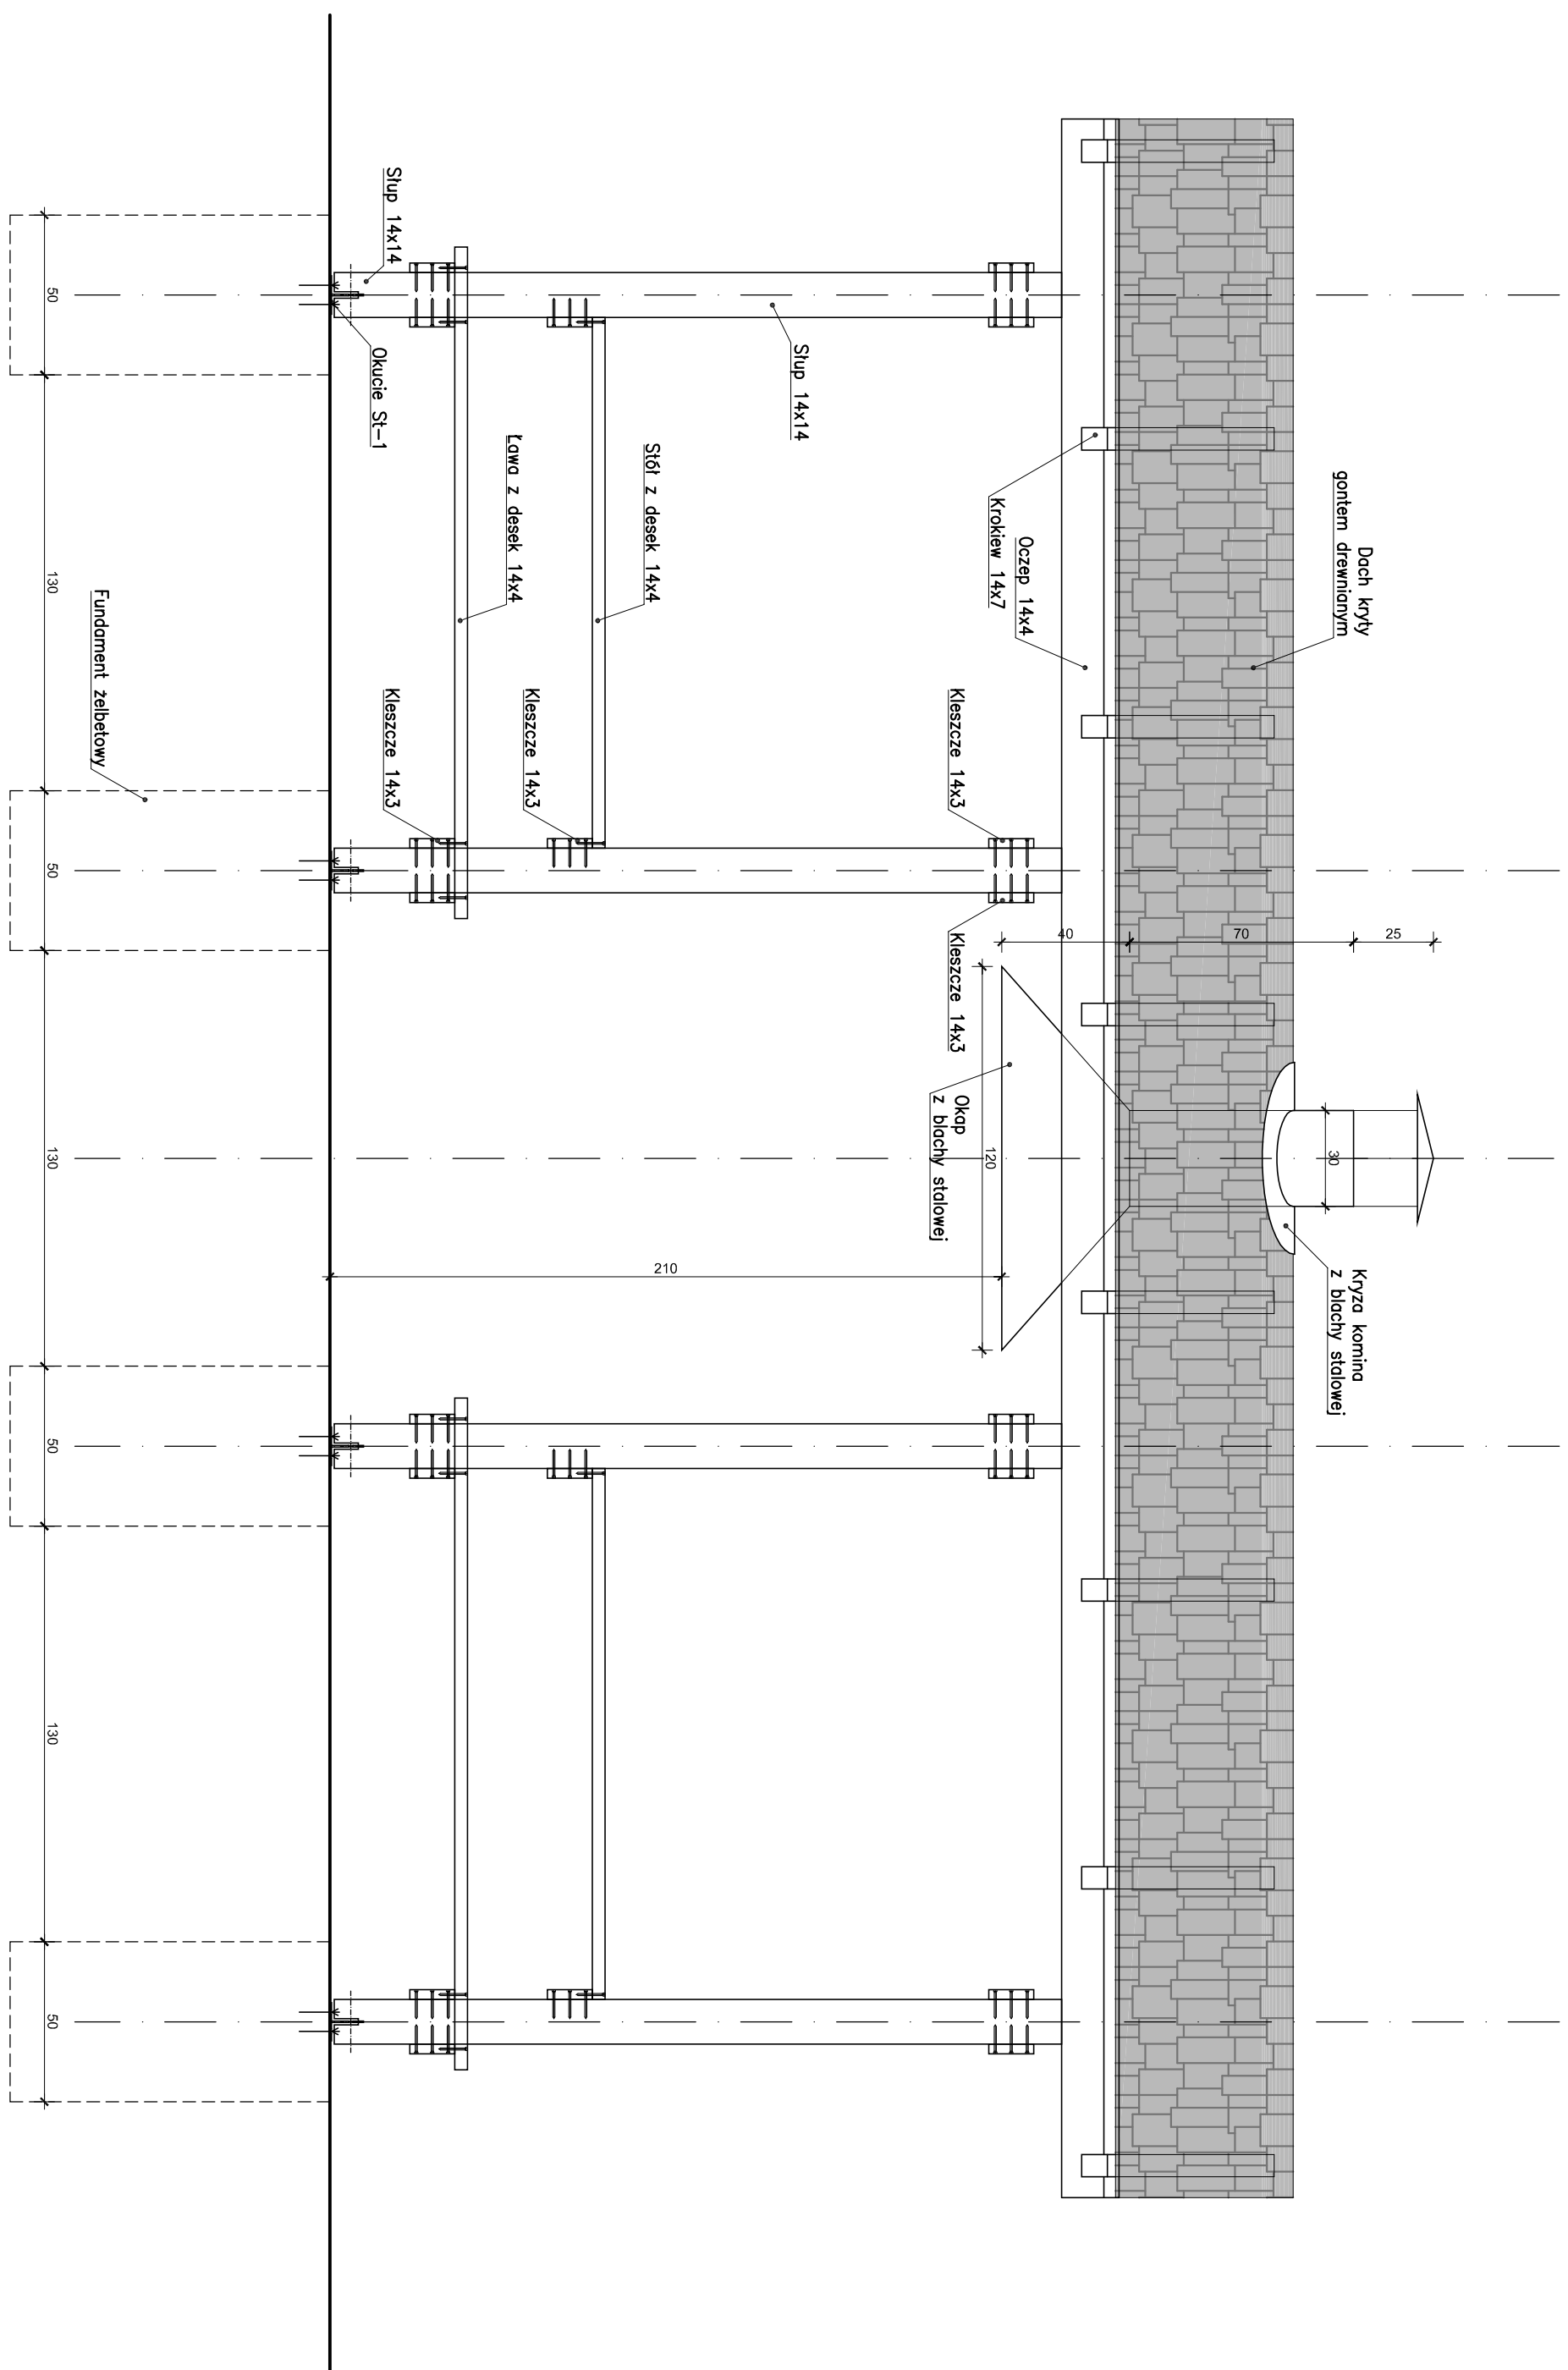 Dach kryty
gontem drewnianym
Kryza komina
z blachy stalowej
25
70
40
30
Oczep 14x4
Krokiew 14x7
Kleszcze 14x3
Kleszcze 14x3
Okap
z blachy stalowej
120
210
Słup 14x14
Stół z desek 14x4
Ława z desek 14x4
Kleszcze 14x3
Kleszcze 14x3
Słup 14x14
Okucie St-1
Fundament żelbetowy
50
130
50
130
50
130
50